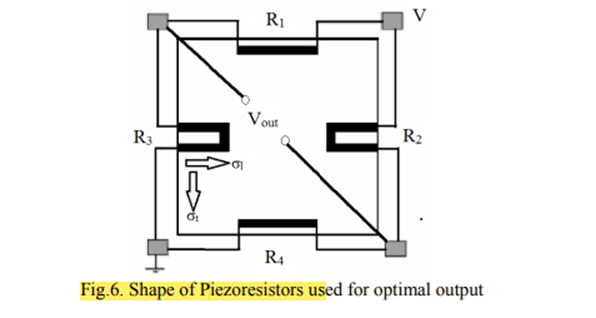 R1
V
Vout
R3
R2
σl
σt
R4
Fig.6. Shape of Piezoresistors used for optimal output